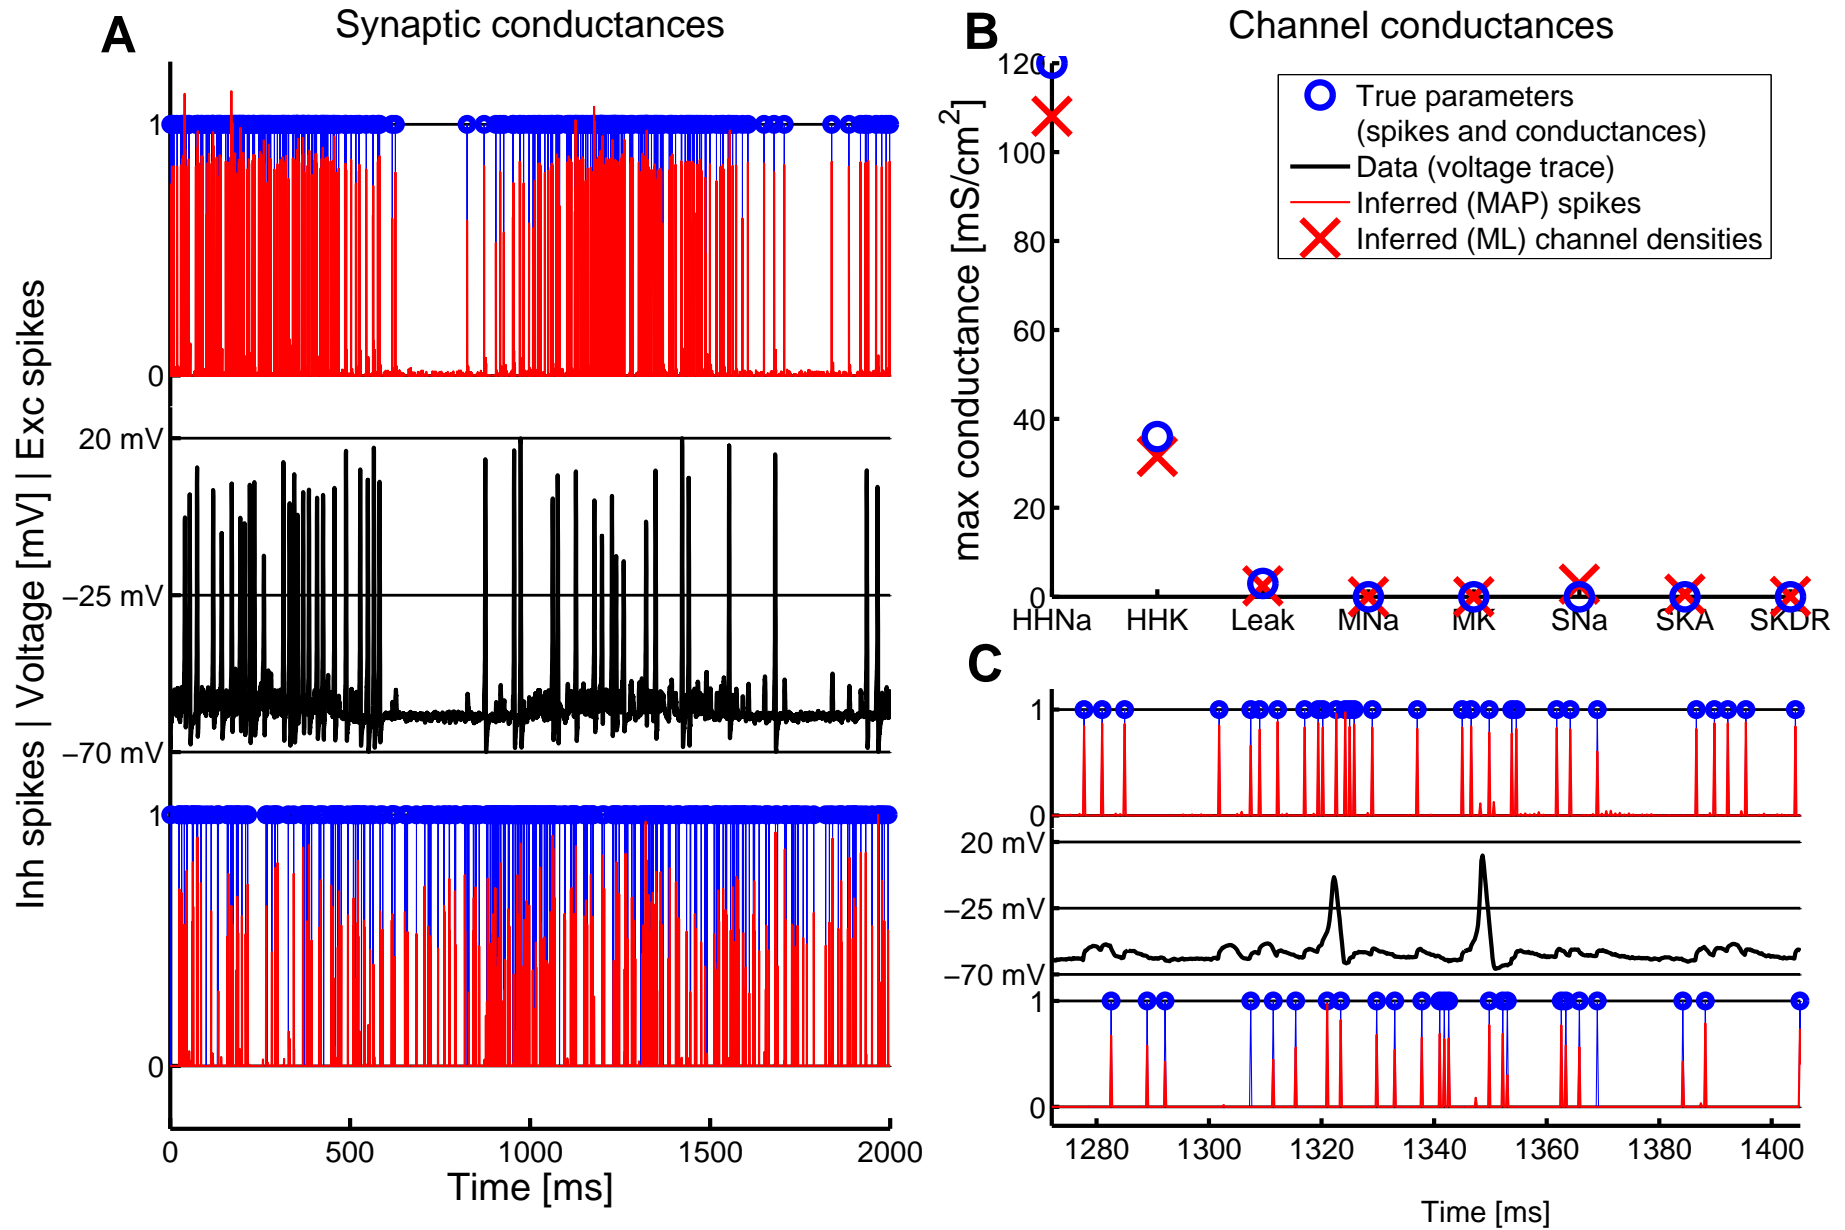 A
Synaptic conductances
1
0
20 mV
−25 mV
−70 mV
1
0
Inh spikes | Voltage [mV] | Exc spikes
0 500 1000 1500 2000
Time [ms]
B
Channel conductances
120
100
80
60
40
20
0
max conductance [mS/cm²]
True parameters
(spikes and conductances)
Data (voltage trace)
Inferred (MAP) spikes
Inferred (ML) channel densities
HHNa HHK Leak MNa MK SNa SKA SKDR
C
1
0
20 mV
−25 mV
−70 mV
1
0
1280 1300 1320 1340 1360 1380 1400
Time [ms]